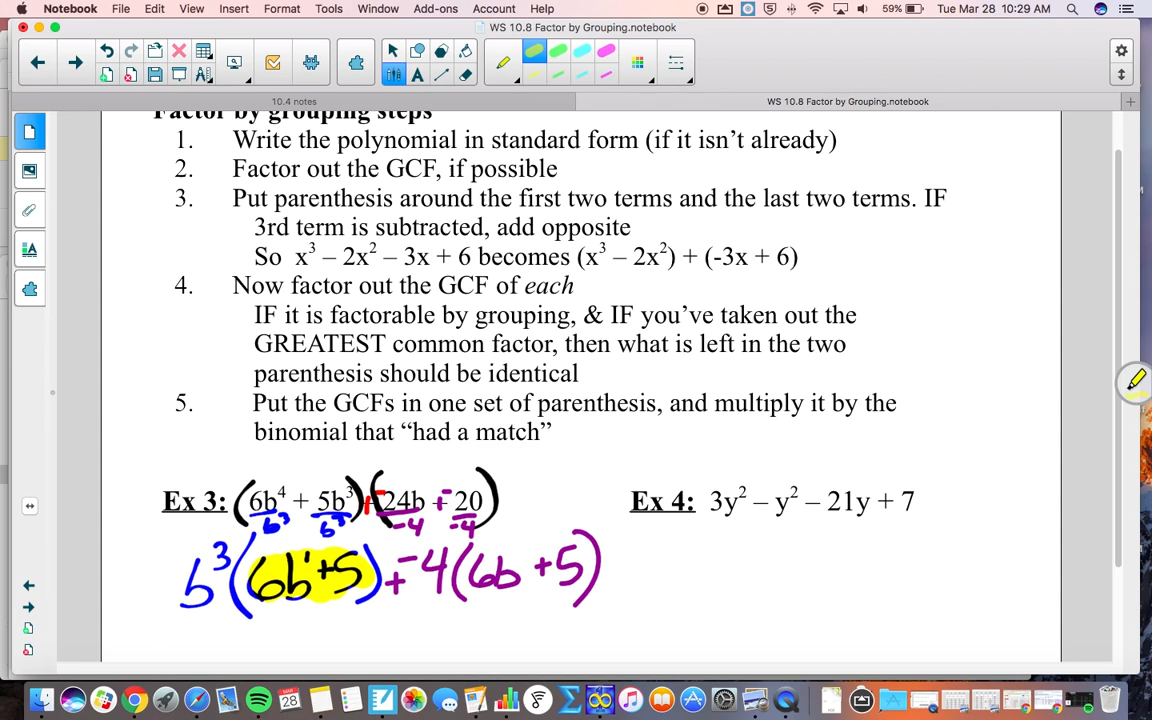 Notebook File Edit View Insert Format Tools Window Add-ons Help 59% Tue Mar 28 10:29 AM
WS 10.8 Factor by Grouping.notebook
10.4 notes WS 10.8 Factor by Grouping.notebook
Factor by grouping steps
1. Write the polynomial in standard form (if it isn’t already)
2. Factor out the GCF, if possible
3. Put parenthesis around the first two terms and the last two terms. IF
3rd term is subtracted, add opposite
So x³ – 2x² – 3x + 6 becomes (x³ – 2x²) + (-3x + 6)
4. Now factor out the GCF of each
IF it is factorable by grouping, & IF you’ve taken out the
GREATEST common factor, then what is left in the two
parenthesis should be identical
5. Put the GCFs in one set of parenthesis, and multiply it by the
binomial that “had a match”
Ex 3: (6b⁴ + 5b³) + (-24b + -20) Ex 4: 3y² – y² – 21y + 7
b³ b³ -4 -4
b³(6b¹+5) + -4(6b +5)
MAR 28